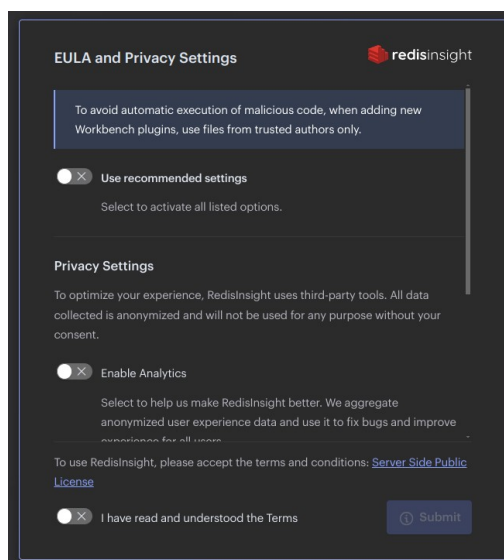 EULA and Privacy Settings
redisinsight
To avoid automatic execution of malicious code, when adding new
Workbench plugins, use files from trusted authors only.
Use recommended settings
Select to activate all listed options.
Privacy Settings
To optimize your experience, RedisInsight uses third-party tools. All data
collected is anonymized and will not be used for any purpose without your
consent.
Enable Analytics
Select to help us make RedisInsight better. We aggregate
anonymized user experience data and use it to fix bugs and improve
experience for all users.
To use RedisInsight, please accept the terms and conditions: Server Side Public
License
I have read and understood the Terms
Submit